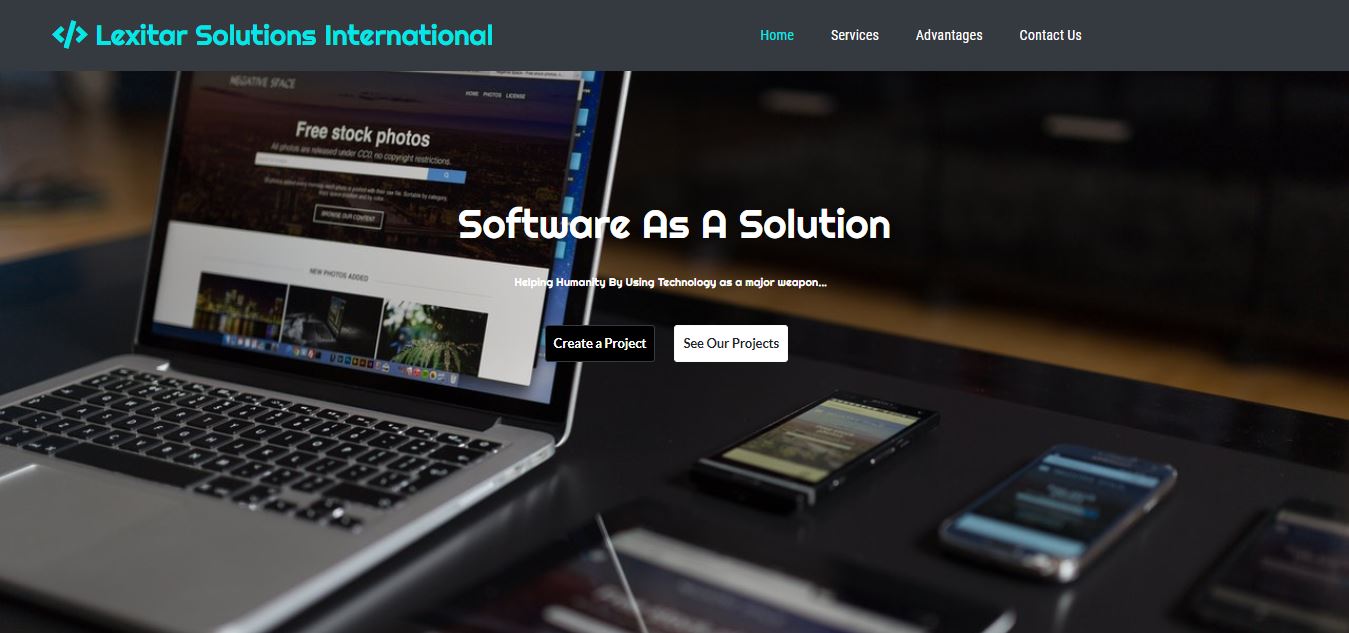 </> Lexitar Solutions International
Home Services Advantages Contact Us
NEGATIVE SPACE
HOME PHOTOS LICENSE
Free stock photos
All photos are released under CC0, no copyright restrictions.
BROWSE OUR CONTENT
NEW PHOTOS ADDED
Software As A Solution
Helping Humanity By Using Technology as a major weapon...
Create a Project See Our Projects